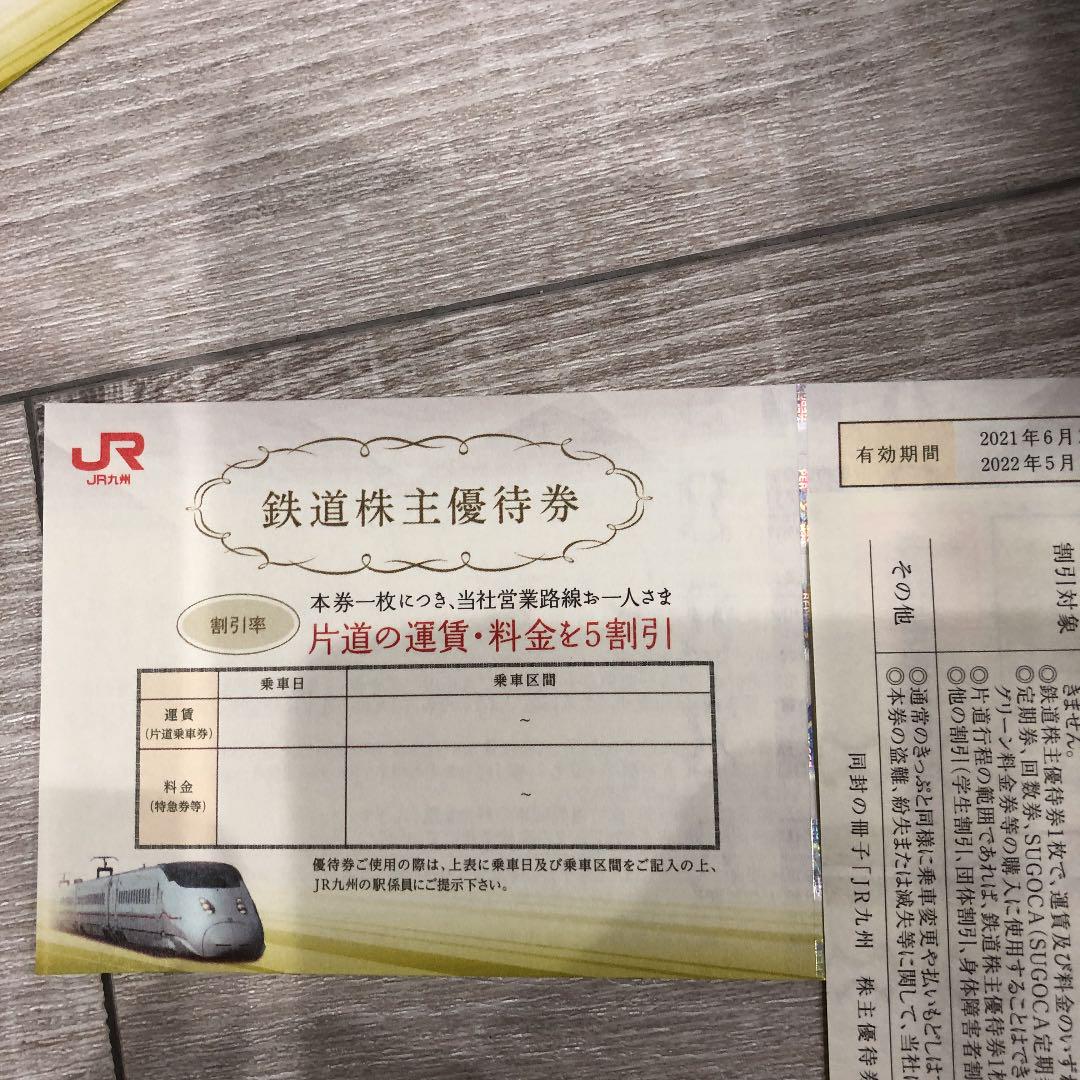 JR
JR九州
鉄道株主優待券
割引率
本券一枚につき、当社営業路線お一人さま
片道の運賃・料金を5割引
乗車日
乗車区間
運賃
(片道乗車券)
～
料金
(特急券等)
～
優待券ご使用の際は、上表に乗車日及び乗車区間をご記入の上、
JR九州の駅係員にご提示下さい。
有効期間
2021年6月
2022年5月
割引対象
きません。
◎鉄道株主優待券1枚で、運賃及び料金のいず
◎定期券、回数券、SUGOCA(SUGOCA定期
グリーン料金券等の購入に使用することはでき
◎片道行程の範囲であれば、鉄道株主優待券1枚
◎他の割引(学生割引、団体割引、身体障害者割
その他
◎通常のきっぷと同様に乗車変更や払いもどしは
◎本券の盗難、紛失または滅失等に関して、当社
同封の冊子「JR九州 株主優待券